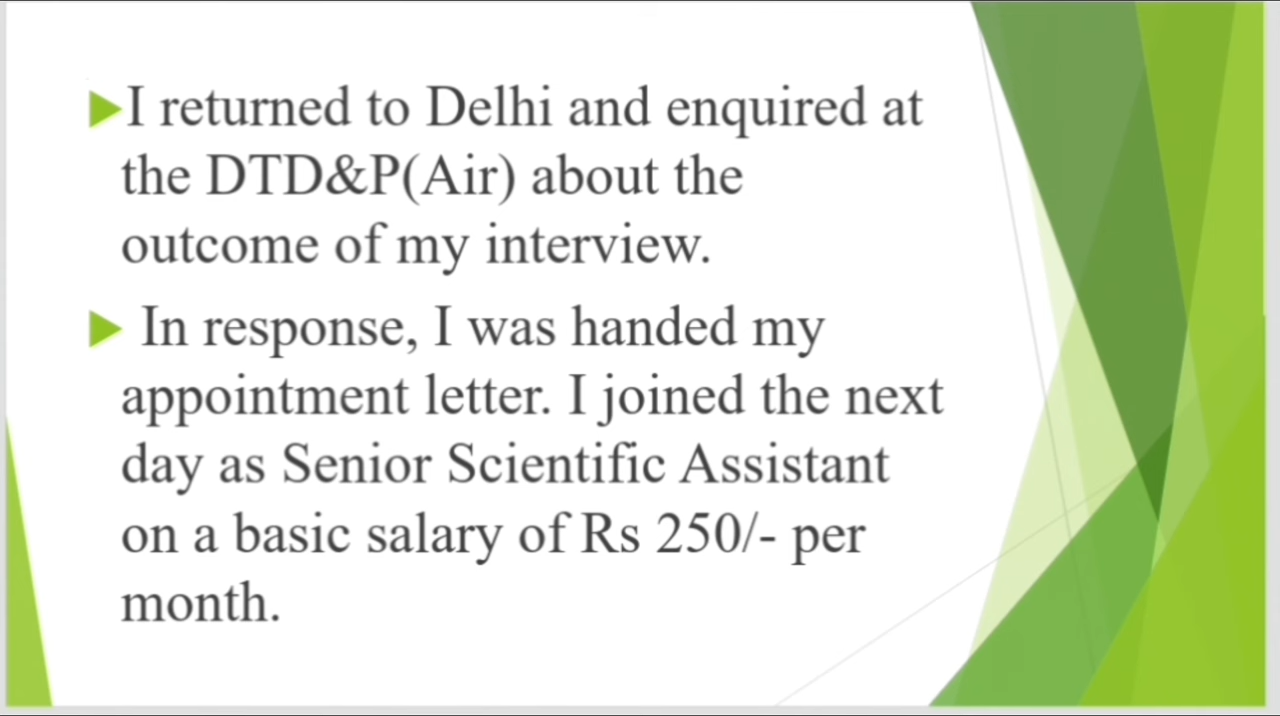 I returned to Delhi and enquired at
the DTD&P(Air) about the
outcome of my interview.
In response, I was handed my
appointment letter. I joined the next
day as Senior Scientific Assistant
on a basic salary of Rs 250/- per
month.